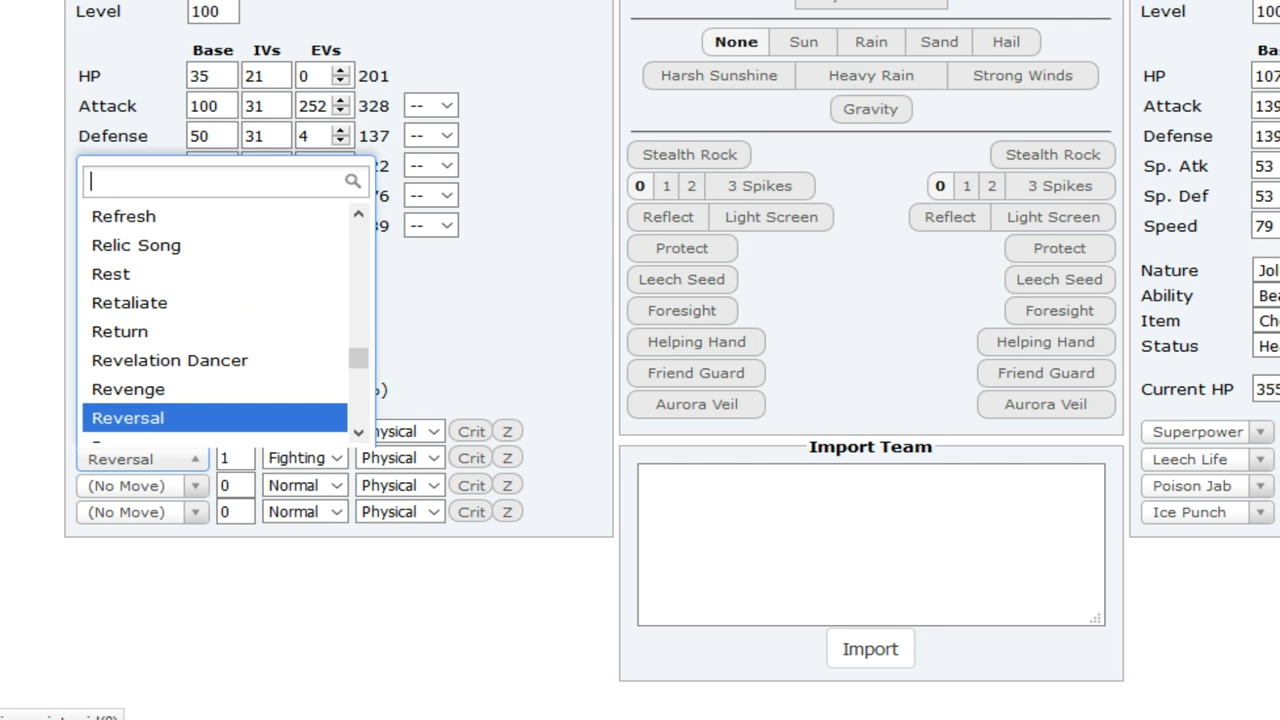 Level 100
Base IVs EVs
HP 35 21 0 201
Attack 100 31 252 328 --
Defense 50 31 4 137 --
--
--
--
Refresh
Relic Song
Rest
Retaliate
Return
Revelation Dancer
Revenge
Reversal
Crit Z
Reversal 1 Fighting Physical Crit Z
(No Move) 0 Normal Physical Crit Z
(No Move) 0 Normal Physical Crit Z
None Sun Rain Sand Hail
Harsh Sunshine Heavy Rain Strong Winds
Gravity
Stealth Rock Stealth Rock
0 1 2 3 Spikes 0 1 2 3 Spikes
Reflect Light Screen Reflect Light Screen
Protect Protect
Leech Seed Leech Seed
Foresight Foresight
Helping Hand Helping Hand
Friend Guard Friend Guard
Aurora Veil Aurora Veil
Import Team
Import
Level 100
HP 107
Attack 139
Defense 139
Sp. Atk 53
Sp. Def 53
Speed 79
Nature
Ability
Item
Status
Current HP 355
Superpower
Leech Life
Poison Jab
Ice Punch